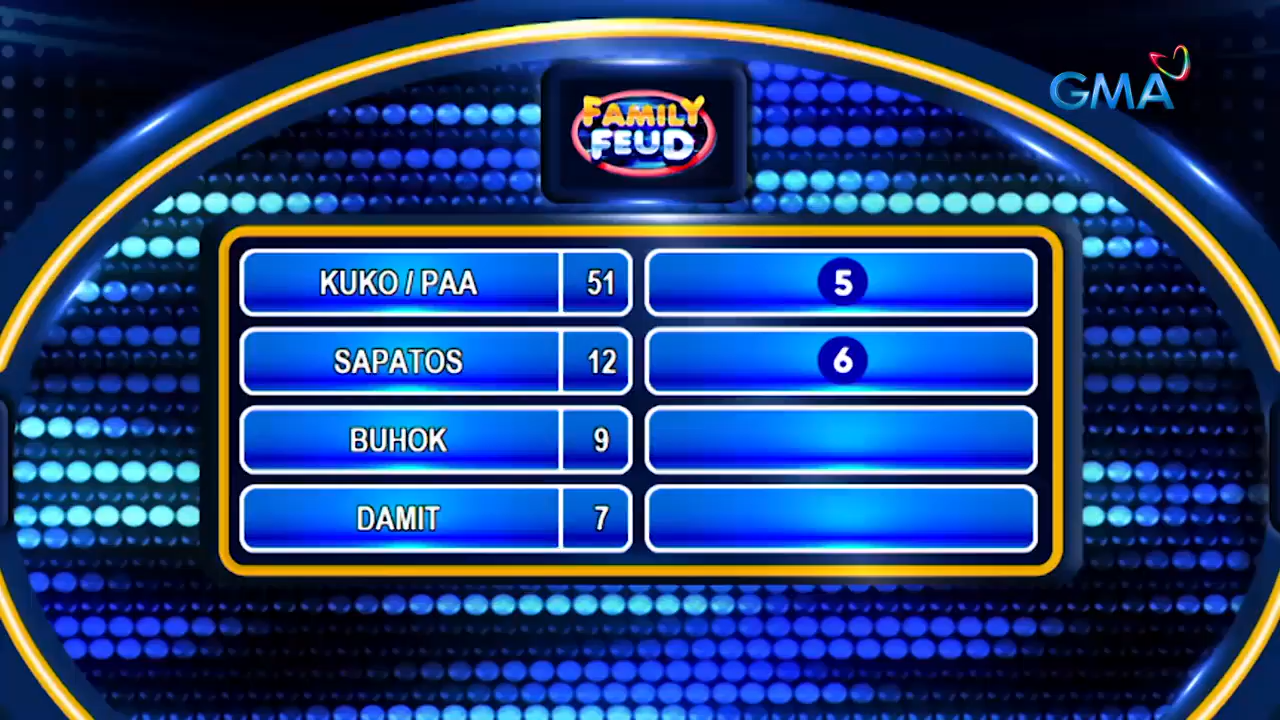 GMA
FAMILY
FEUD
KUKO / PAA 51
5
SAPATOS 12
6
BUHOK 9
DAMIT 7